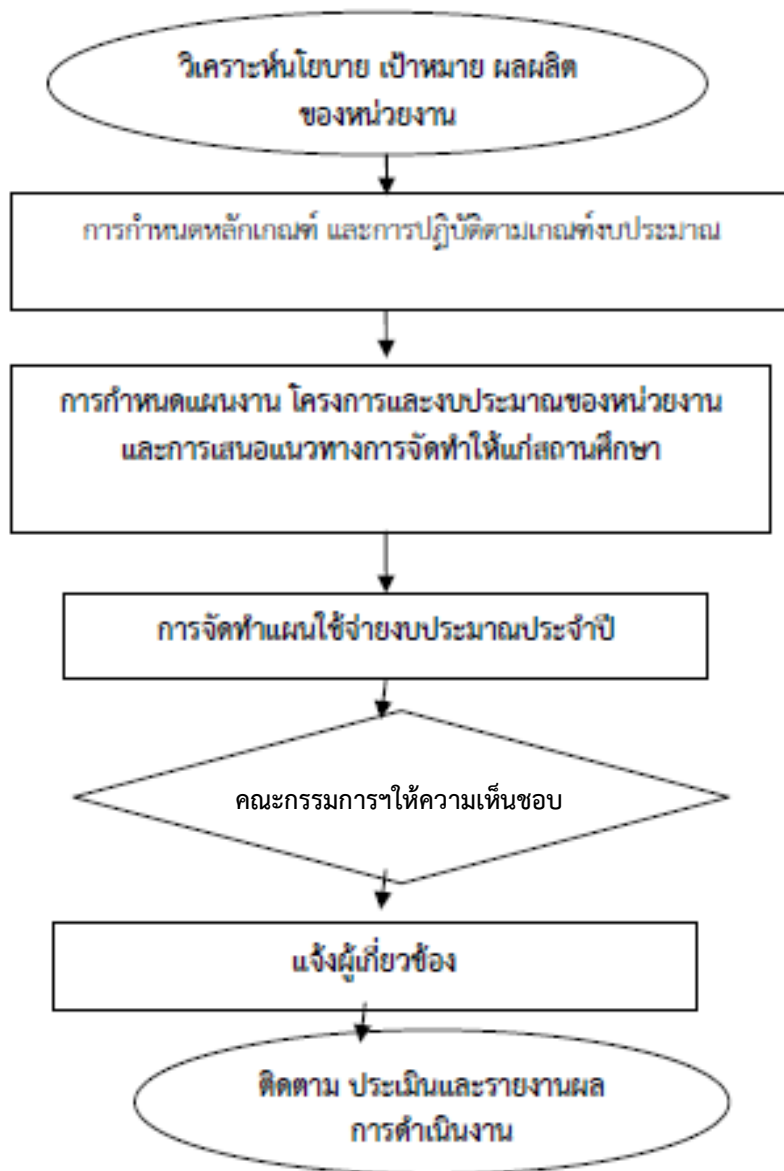 วิเคราะห์นโยบาย เป้าหมาย ผลผลิต
ของหน่วยงาน
การกำหนดหลักเกณฑ์ และการปฏิบัติตามเกณฑ์งบประมาณ
การกำหนดแผนงาน โครงการและงบประมาณของหน่วยงาน
และการเสนอแนวทางการจัดทำให้แก่สถานศึกษา
การจัดทำแผนใช้จ่ายงบประมาณประจำปี
คณะกรรมการฯให้ความเห็นชอบ
แจ้งผู้เกี่ยวข้อง
ติดตาม ประเมินและรายงานผล
การดำเนินงาน